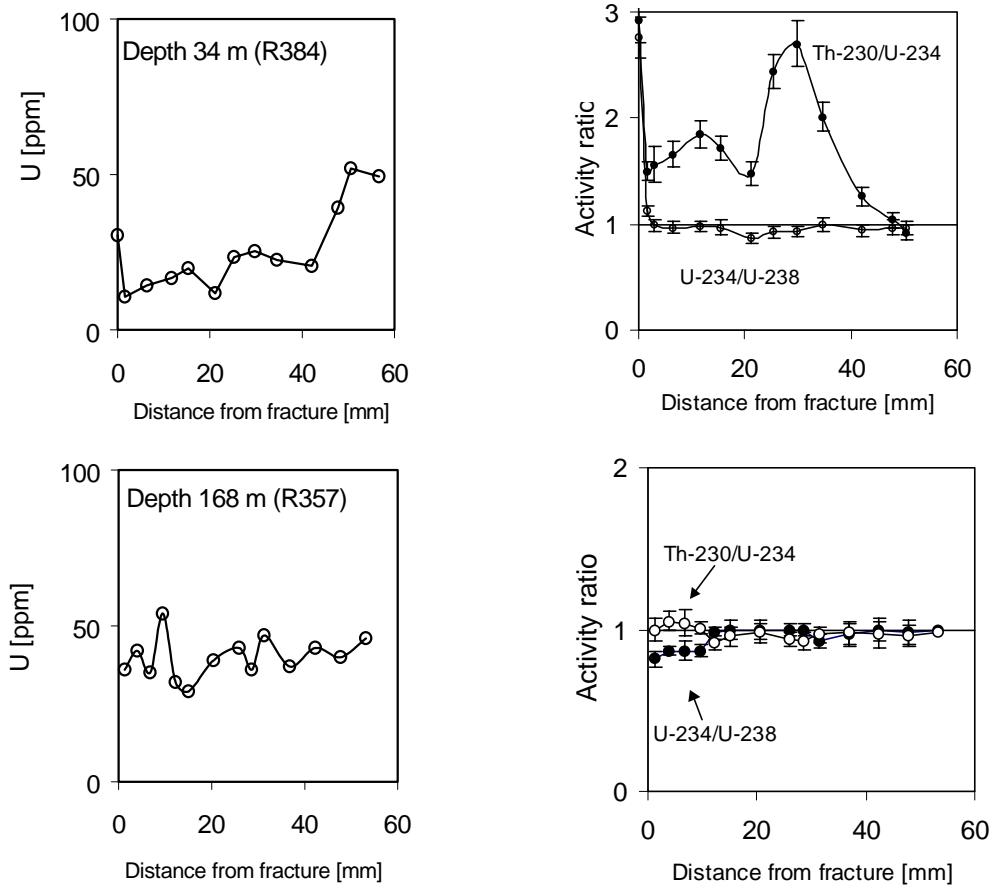 100
50
0
U [ppm]
Depth 34 m (R384)
0 20 40 60
Distance from fracture [mm]
3
2
1
0
Activity ratio
Th-230/U-234
U-234/U-238
0 20 40 60
Distance from fracture [mm]
100
50
0
U [ppm]
Depth 168 m (R357)
0 20 40 60
Distance from fracture [mm]
2
1
0
Activity ratio
Th-230/U-234
U-234/U-238
0 20 40 60
Distance from fracture [mm]